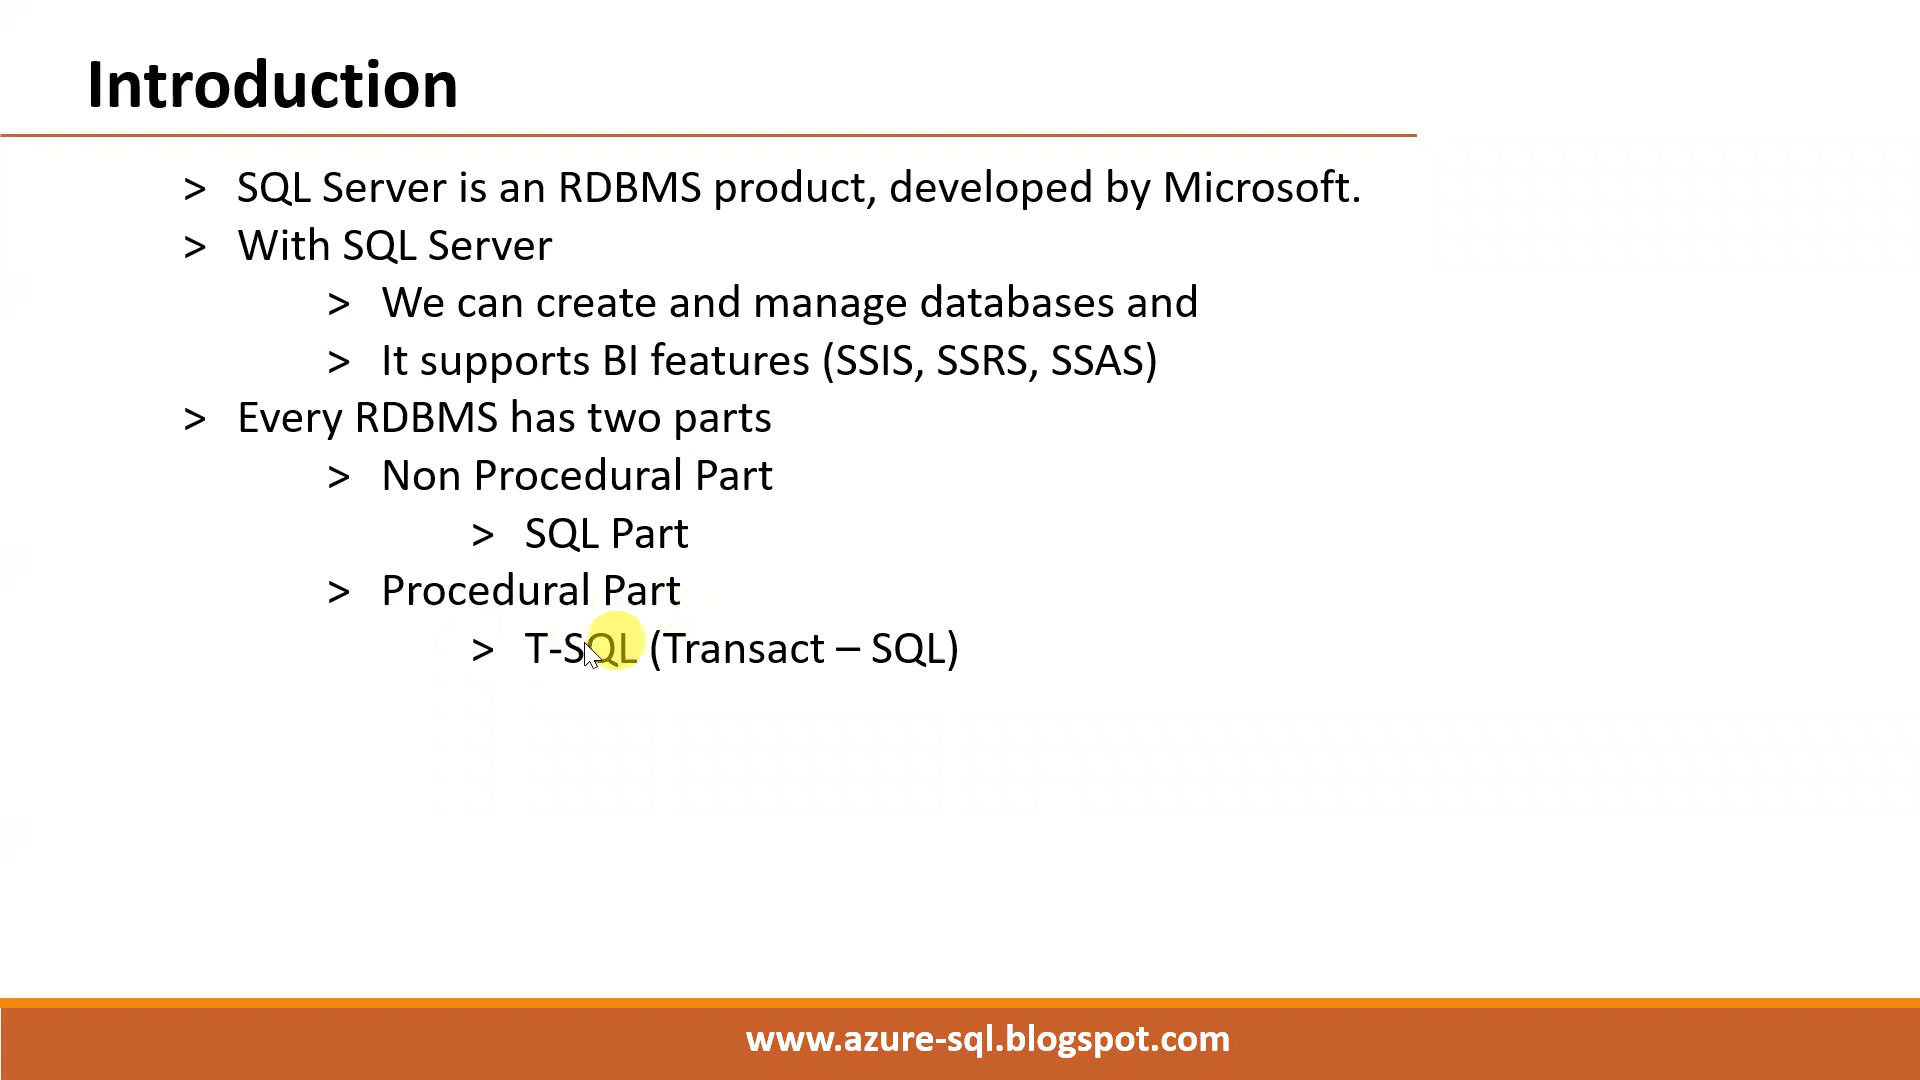 Introduction
> SQL Server is an RDBMS product, developed by Microsoft.
> With SQL Server
> We can create and manage databases and
> It supports BI features (SSIS, SSRS, SSAS)
> Every RDBMS has two parts
> Non Procedural Part
> SQL Part
> Procedural Part
> T-SQL (Transact – SQL)
www.azure-sql.blogspot.com